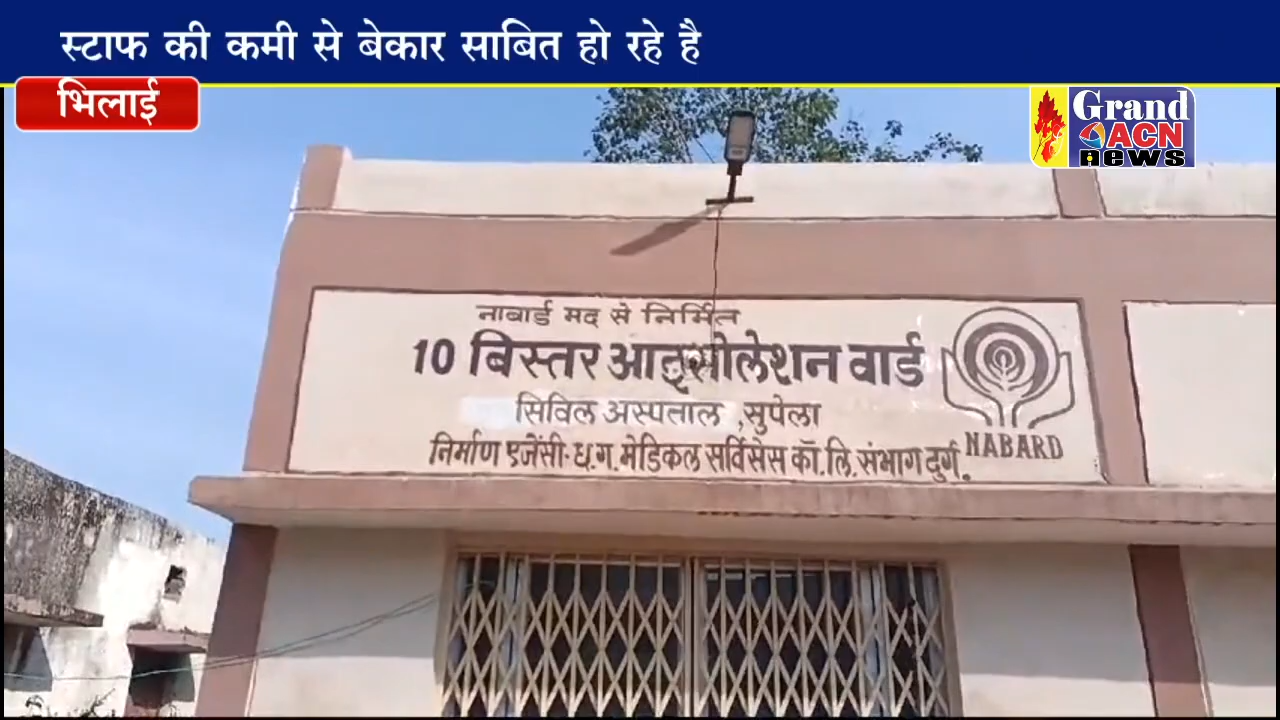 स्टाफ की कमी से बेकार साबित हो रहे है
भिलाई
Grand
ACN
news
नाबार्ड मद से निर्मित
10 बिस्तर आइसोलेशन वार्ड
सिविल अस्पताल ,सुपेला
निर्माण एजेंसी-छ.ग.मेडिकल सर्विसेस कॉ.लि.संभाग दुर्ग.
NABARD